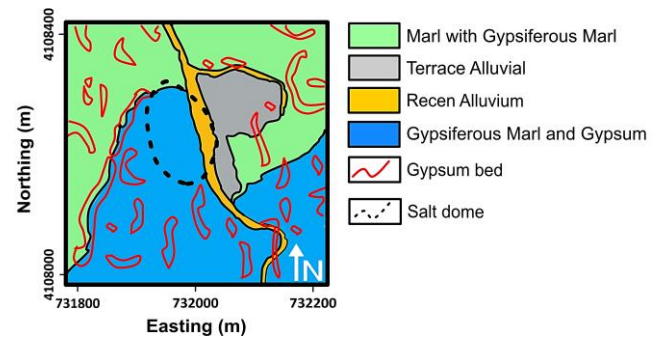 4108400
Northing (m)
4108000
731800
732000
732200
Easting (m)
N
Marl with Gypsiferous Marl
Terrace Alluvial
Recen Alluvium
Gypsiferous Marl and Gypsum
Gypsum bed
Salt dome